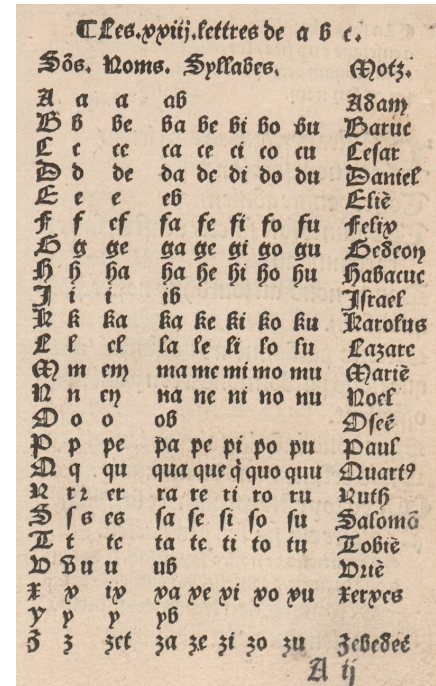 ❡Les.xxiij.lettres de a b c.
Sõs. Noms. Syllabes. Motz.
A a a ab Adam
B b be ba be bi bo bu Baruc
C c ce ca ce ci co cu Cesar
D d de da de di do du Daniel
E e e eb Eliẽ
F f ef fa fe fi fo fu Felix
G g ge ga ge gi go gu Gedeon
H h ha ha he hi ho hu Habacuc
I i i ib Israel
K k ka ka ke ki ko ku Karolus
L l el la le li lo lu Lazare
M m em ma me mi mo mu Mariẽ
N n en na ne ni no nu Noel
O o o ob Oseẽ
P p pe pa pe pi po pu Paul
Q q qu qua que q̃ quo quu Quartꝰ
R rꝛ er ra re ri ro ru Ruth
S ſs es ſa ſe ſi ſo ſu Salomõ
T t te ta te ti to tu Tobiẽ
V vu u ub Vriẽ
X x ix xa xe xi xo xu Xerxes
Y y y yb
Z z zet za ze zi zo zu Zebedeẽ
A ij